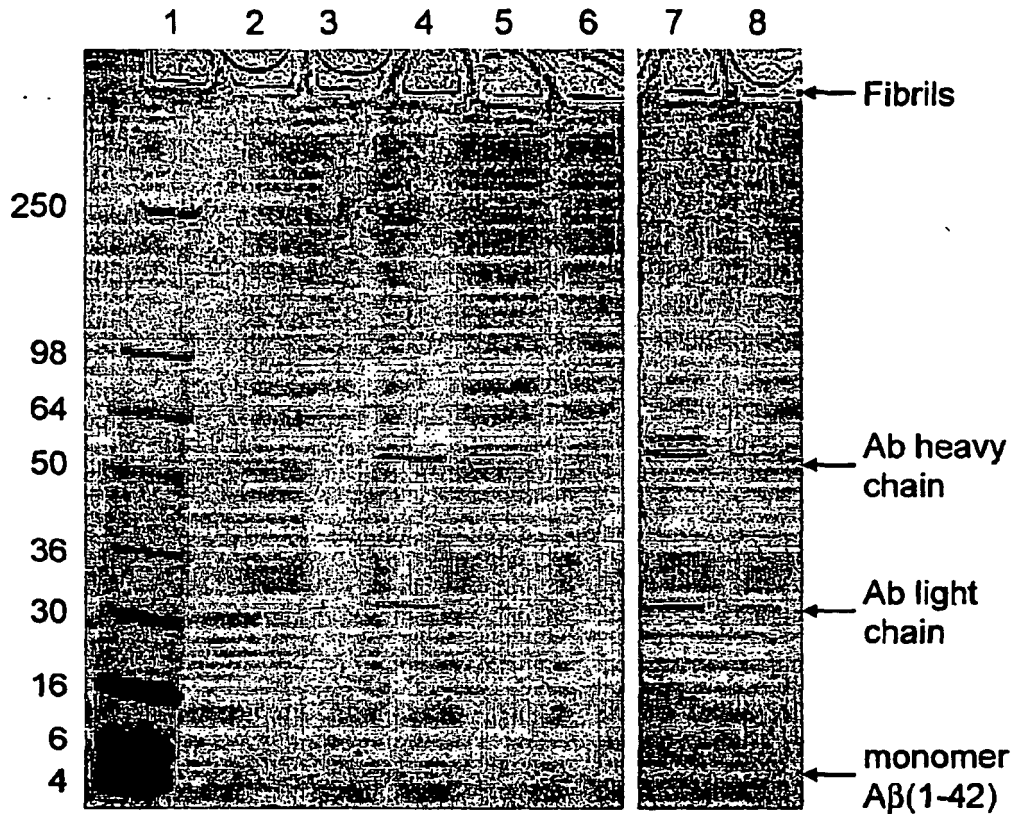 1 2 3 4 5 6 7 8
Fibrils
250
98
64
50
36
30
16
6
4
Ab heavy
chain
Ab light
chain
monomer
Aβ(1-42)